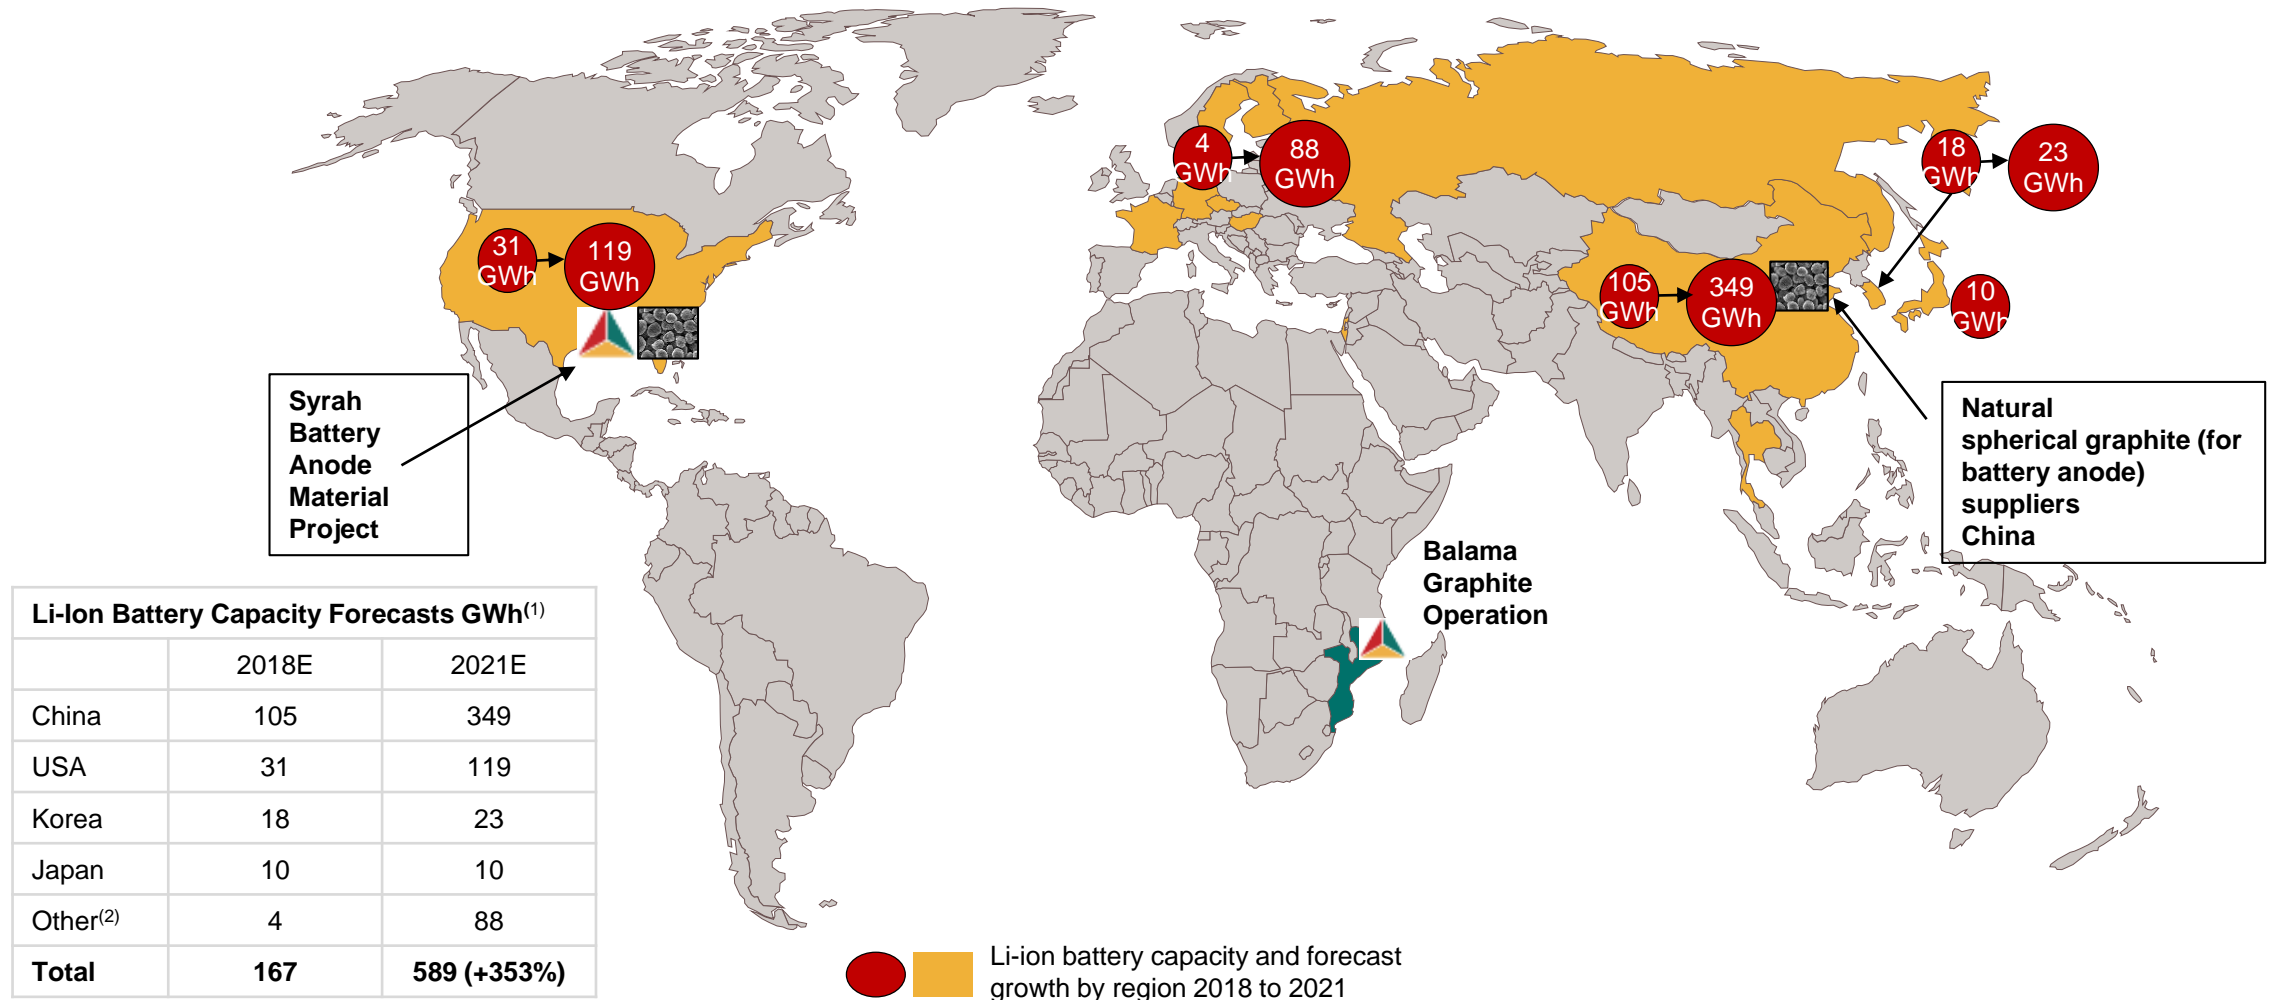 4
GWh
88
GWh
18
GWh
23
GWh
31
GWh
119
GWh
105
GWh
349
GWh
10
GWh
Syrah
Battery
Anode
Material
Project
Natural
spherical graphite (for
battery anode)
suppliers
China
Balama
Graphite
Operation
Li-Ion Battery Capacity Forecasts GWh(1)
2018E 2021E
China 105 349
USA 31 119
Korea 18 23
Japan 10 10
Other(2) 4 88
Total 167 589 (+353%)
Li-ion battery capacity and forecast
growth by region 2018 to 2021